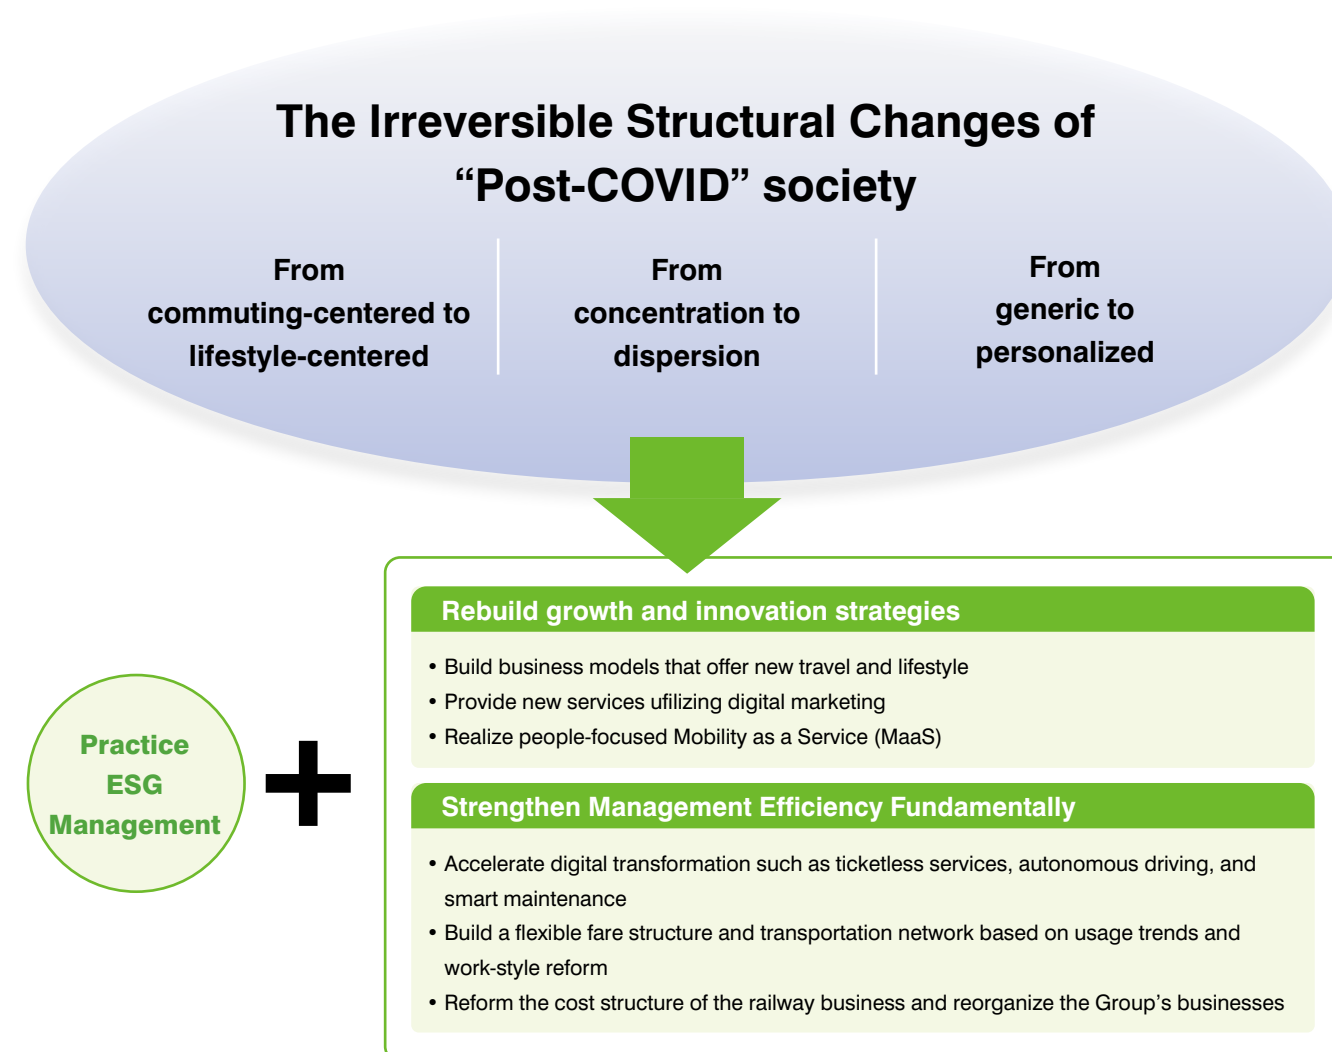 The Irreversible Structural Changes of
“Post-COVID” society
From
commuting-centered to
lifestyle-centered
From
concentration to
dispersion
From
generic to
personalized
Practice
ESG
Management
+
Rebuild growth and innovation strategies
• Build business models that offer new travel and lifestyle
• Provide new services ufilizing digital marketing
• Realize people-focused Mobility as a Service (MaaS)
Strengthen Management Efficiency Fundamentally
• Accelerate digital transformation such as ticketless services, autonomous driving, and
smart maintenance
• Build a flexible fare structure and transportation network based on usage trends and
work-style reform
• Reform the cost structure of the railway business and reorganize the Group’s businesses